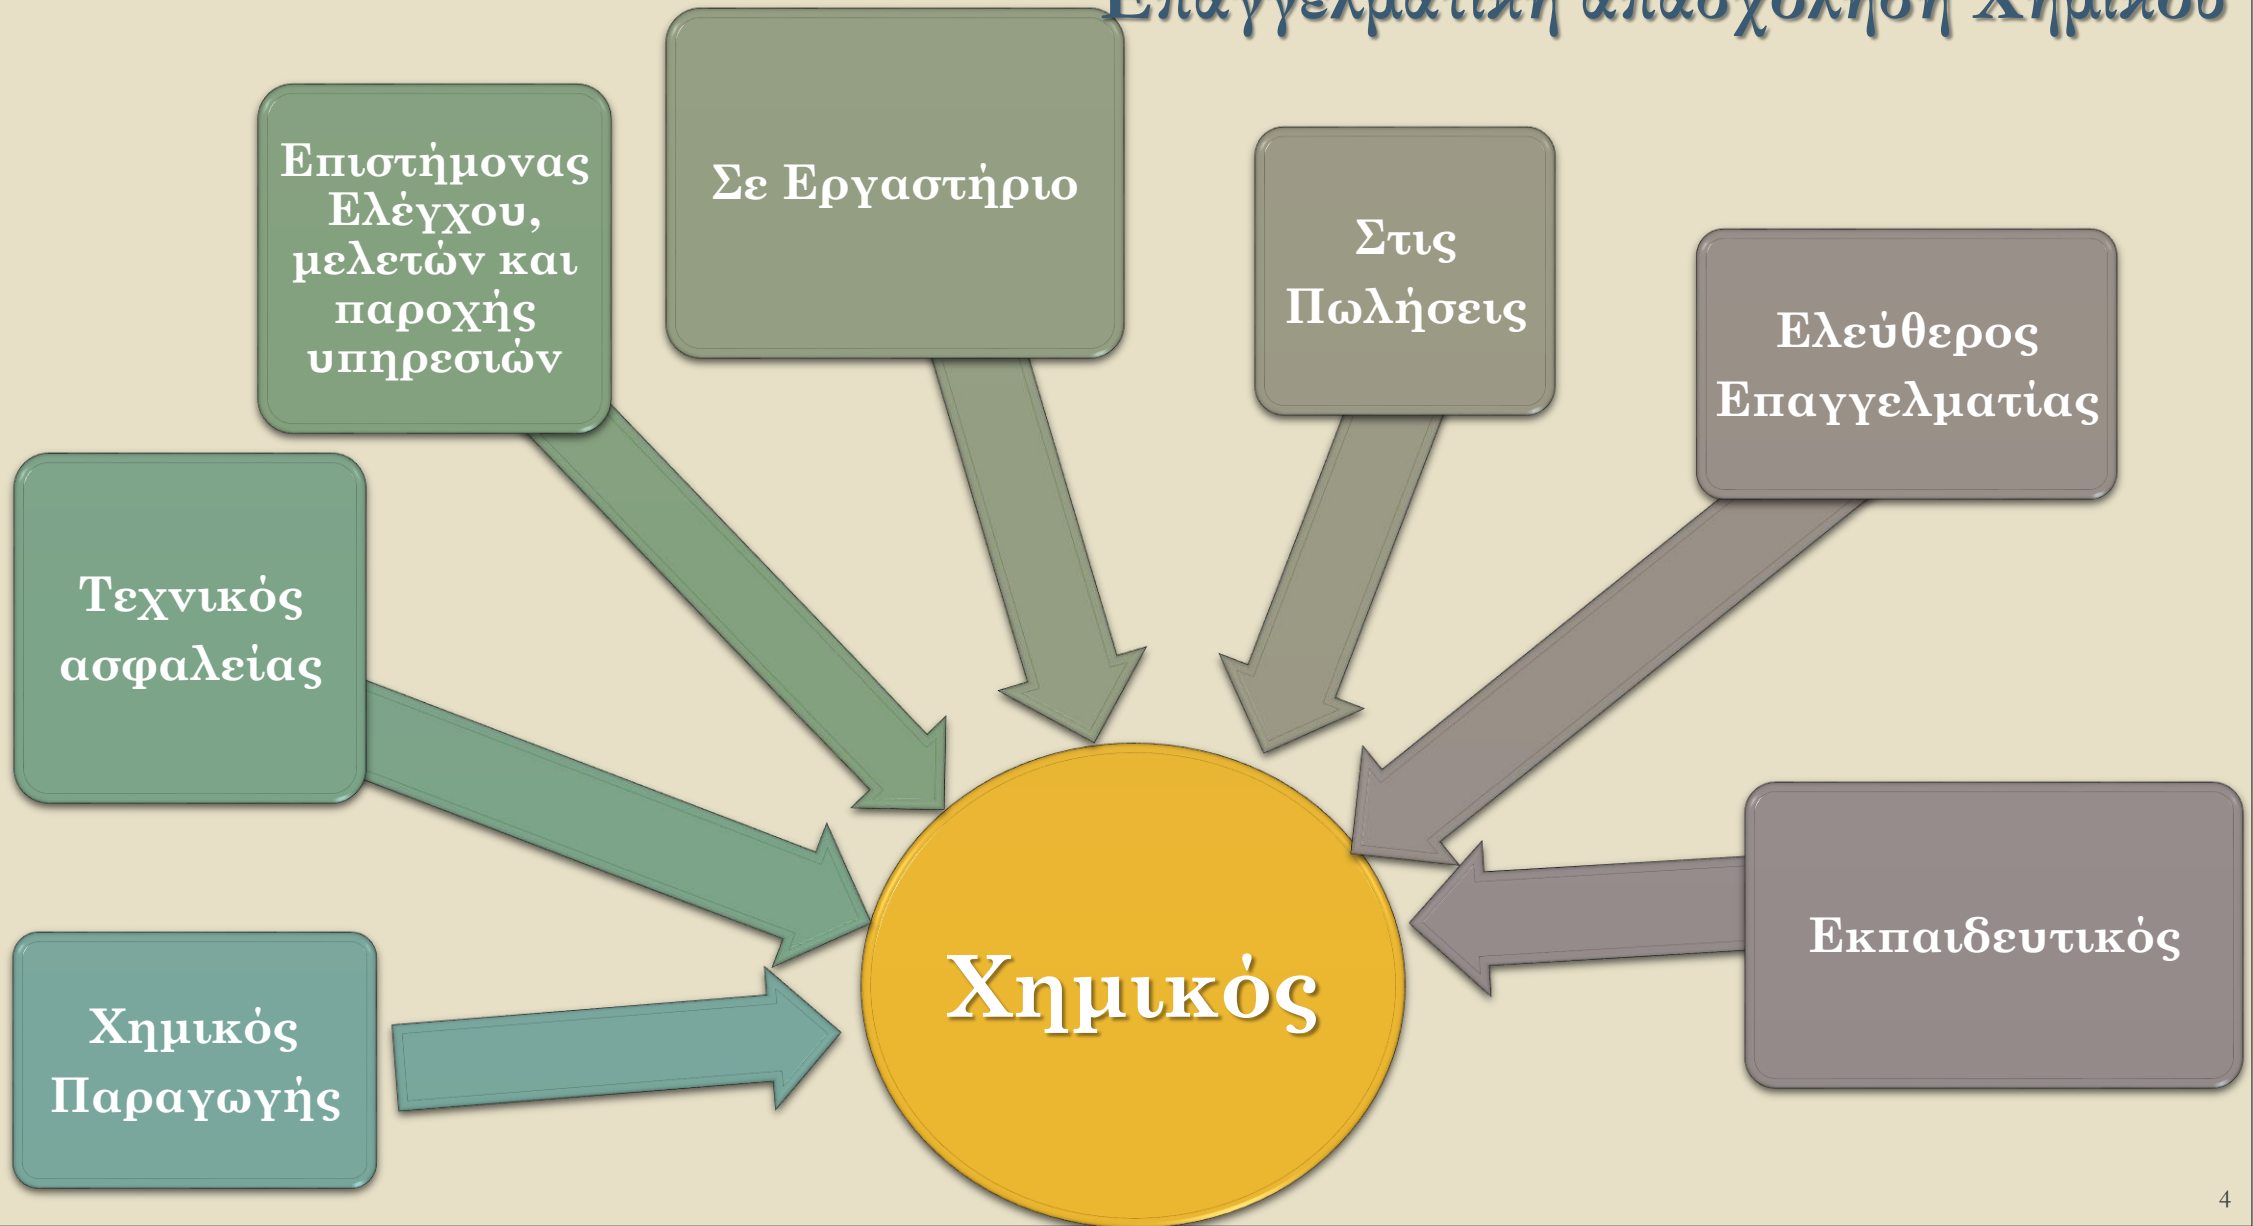 Επαγγελματική απασχόληση Χημικού
Επιστήμονας
Ελέγχου,
μελετών και
παροχής
υπηρεσιών
Σε Εργαστήριο
Στις
Πωλήσεις
Ελεύθερος
Επαγγελματίας
Τεχνικός
ασφαλείας
Εκπαιδευτικός
Χημικός
Χημικός
Παραγωγής
4